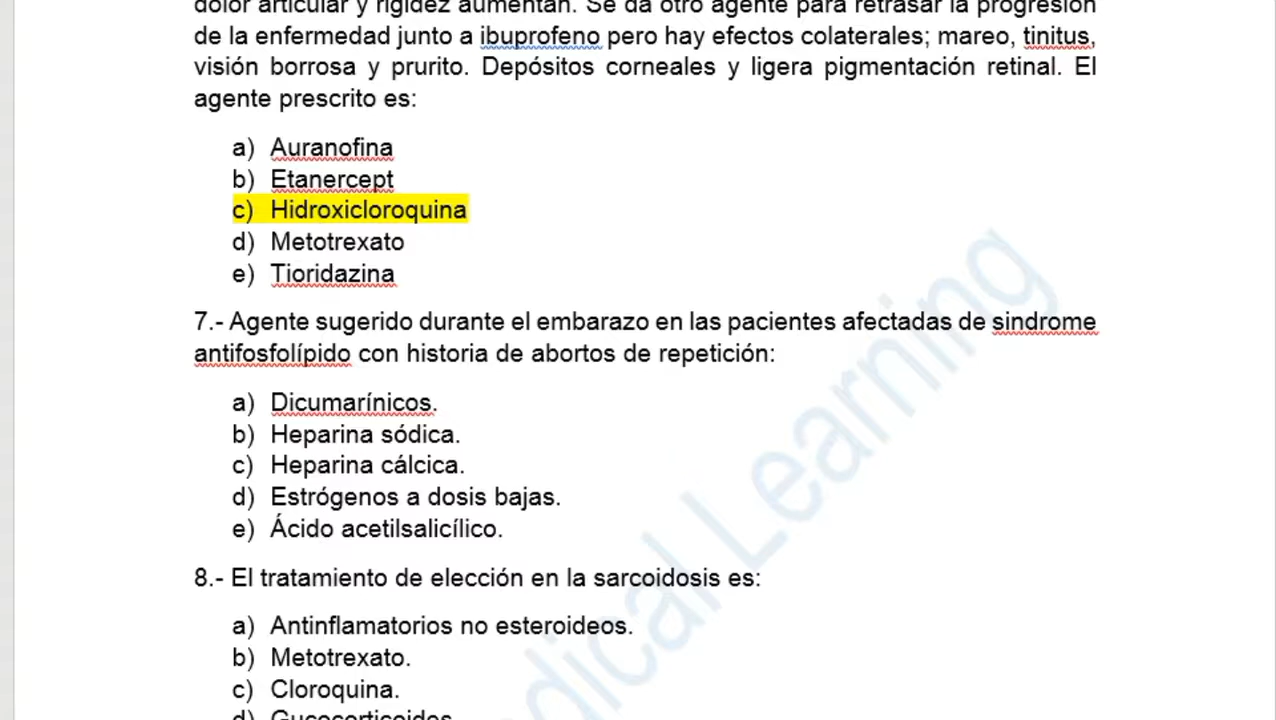 dolor articular y rigidez aumentan. Se da otro agente para retrasar la progresión
de la enfermedad junto a ibuprofeno pero hay efectos colaterales; mareo, tinitus,
visión borrosa y prurito. Depósitos corneales y ligera pigmentación retinal. El
agente prescrito es:
a) Auranofina
b) Etanercept
c) Hidroxicloroquina
d) Metotrexato
e) Tioridazina
7.- Agente sugerido durante el embarazo en las pacientes afectadas de sindrome
antifosfolípido con historia de abortos de repetición:
a) Dicumarínicos.
b) Heparina sódica.
c) Heparina cálcica.
d) Estrógenos a dosis bajas.
e) Ácido acetilsalicílico.
8.- El tratamiento de elección en la sarcoidosis es:
a) Antinflamatorios no esteroideos.
b) Metotrexato.
c) Cloroquina.
d) Gucocorticoides
dical Learning